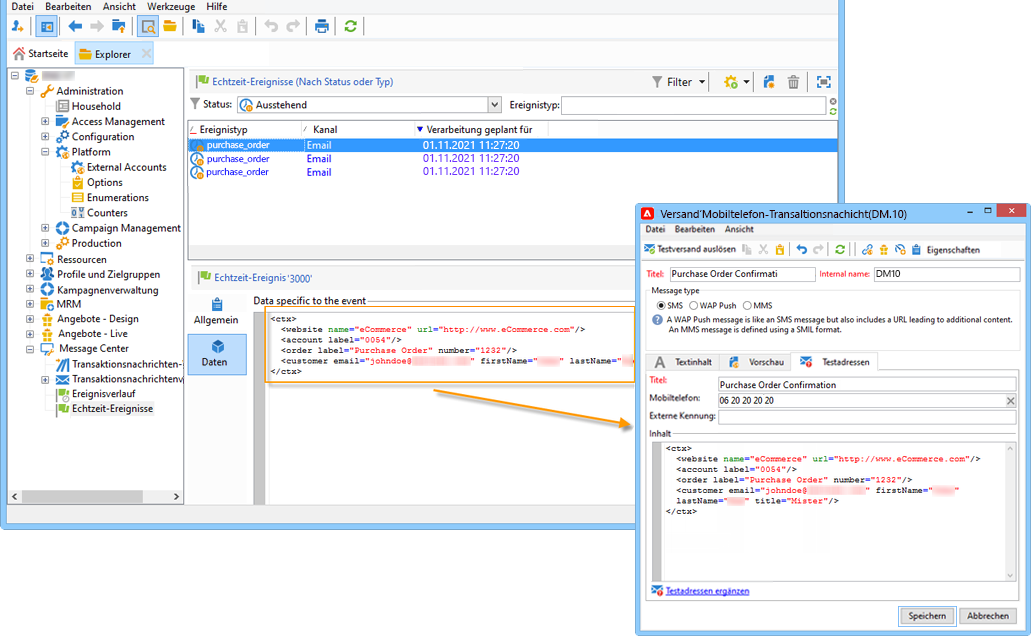 Datei Bearbeiten Ansicht Werkzeuge Hilfe
Startseite Explorer
Administration
Household
Access Management
Configuration
Platform
External Accounts
Options
Enumerations
Counters
Campaign Management
Production
Ressourcen
Profile und Zielgruppen
Kampagnenverwaltung
MRM
Angebote - Design
Angebote - Live
Message Center
Transaktionsnachrichten-
Transaktionsnachrichtenv
Ereignisverlauf
Echtzeit-Ereignisse
Echtzeit-Ereignisse (Nach Status oder Typ)
Filter
Status: Ausstehend Ereignistyp:
Ereignistyp Kanal Verarbeitung geplant für
purchase_order Email 01.11.2021 11:27:20
purchase_order Email 01.11.2021 11:27:20
purchase_order Email 01.11.2021 11:27:20
Echtzeit-Ereignis '3000'
Allgemein
Daten
Data specific to the event
<ctx>
<website name="eCommerce" url="http://www.eCommerce.com"/>
<account label="0054"/>
<order label="Purchase Order" number="1232"/>
<customer email="johndoe@ firstName=" " lastName="
</ctx>
Versand'Mobiltelefon-Transaltionsnachicht(DM.10)
Datei Bearbeiten Ansicht
Testversand auslösen Eigenschaften
Titel: Purchase Order Confirmati Internal name: DM10
Message type
SMS WAP Push MMS
A WAP Push message is like an SMS message but also includes a URL leading to additional content.
An MMS message is defined using a SMIL format.
Textinhalt Vorschau Testadressen
Titel: Purchase Order Confirmation
Mobiltelefon: 06 20 20 20 20
Externe Kennung:
Inhalt
<ctx>
<website name="eCommerce" url="http://www.eCommerce.com"/>
<account label="0054"/>
<order label="Purchase Order" number="1232"/>
<customer email="johndoe@ " firstName=" "
lastName=" " title="Mister"/>
</ctx>
Testadressen ergänzen
Speichern Abbrechen